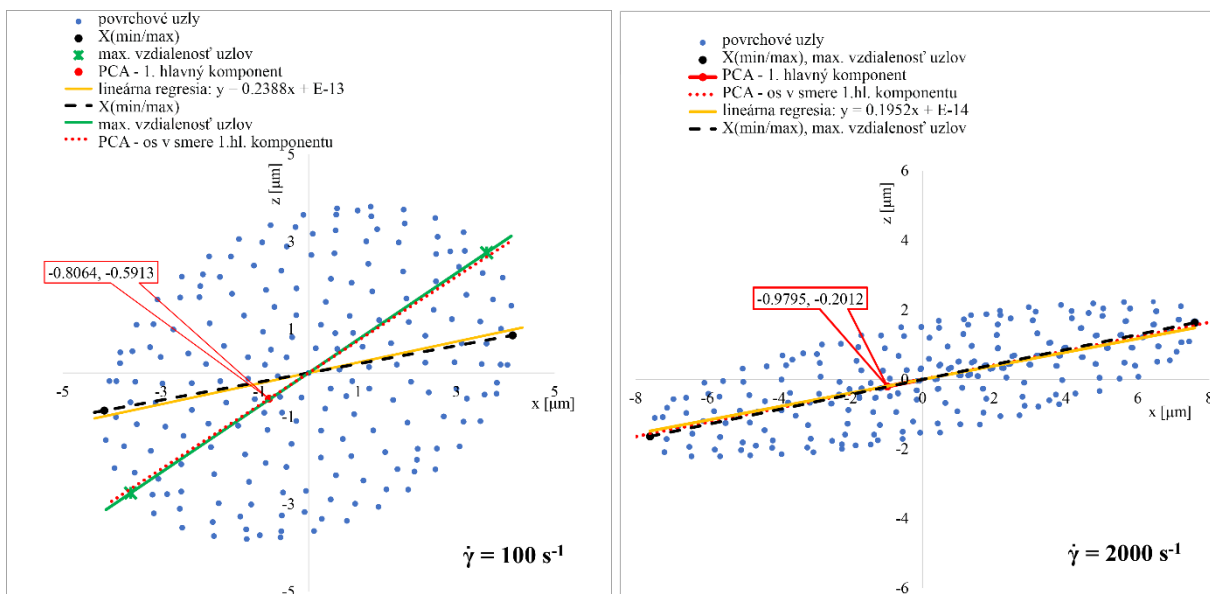 povrchové uzly
X(min/max)
max. vzdialenosť uzlov
PCA - 1. hlavný komponent
lineárna regresia: y = 0.2388x + E-13
X(min/max)
max. vzdialenosť uzlov
PCA - os v smere 1.hl. komponentu
5
z [µm]
3
-0.8064, -0.5913
1
-5
-3
-1
1
3
5
x [µm]
-1
-3
-5
γ̇ = 100 s-1
povrchové uzly
X(min/max), max. vzdialenosť uzlov
PCA - 1. hlavný komponent
PCA - os v smere 1.hl. komponentu
lineárna regresia: y = 0.1952x + E-14
X(min/max), max. vzdialenosť uzlov
6
z [µm]
4
-0.9795, -0.2012
2
0
-8
-6
-4
-2
0
2
4
6
8
x [µm]
-2
-4
-6
γ̇ = 2000 s-1